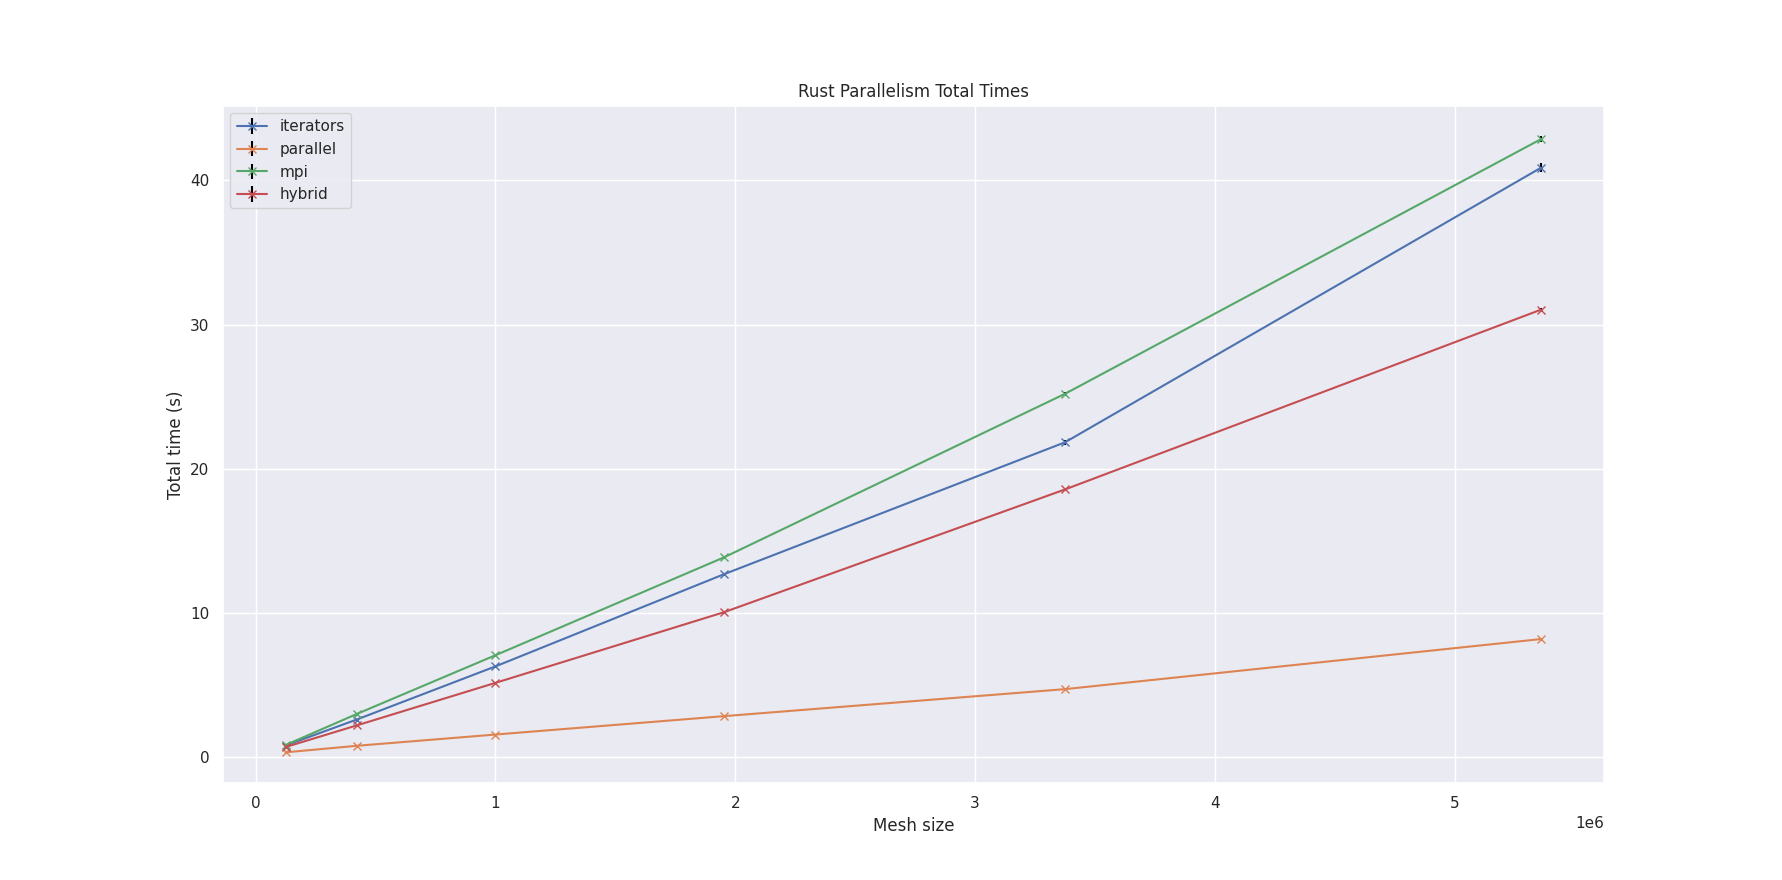 Rust Parallelism Total Times
iterators
parallel
mpi
hybrid
Total time (s)
40
30
20
10
0
0 1 2 3 4 5
1e6
Mesh size